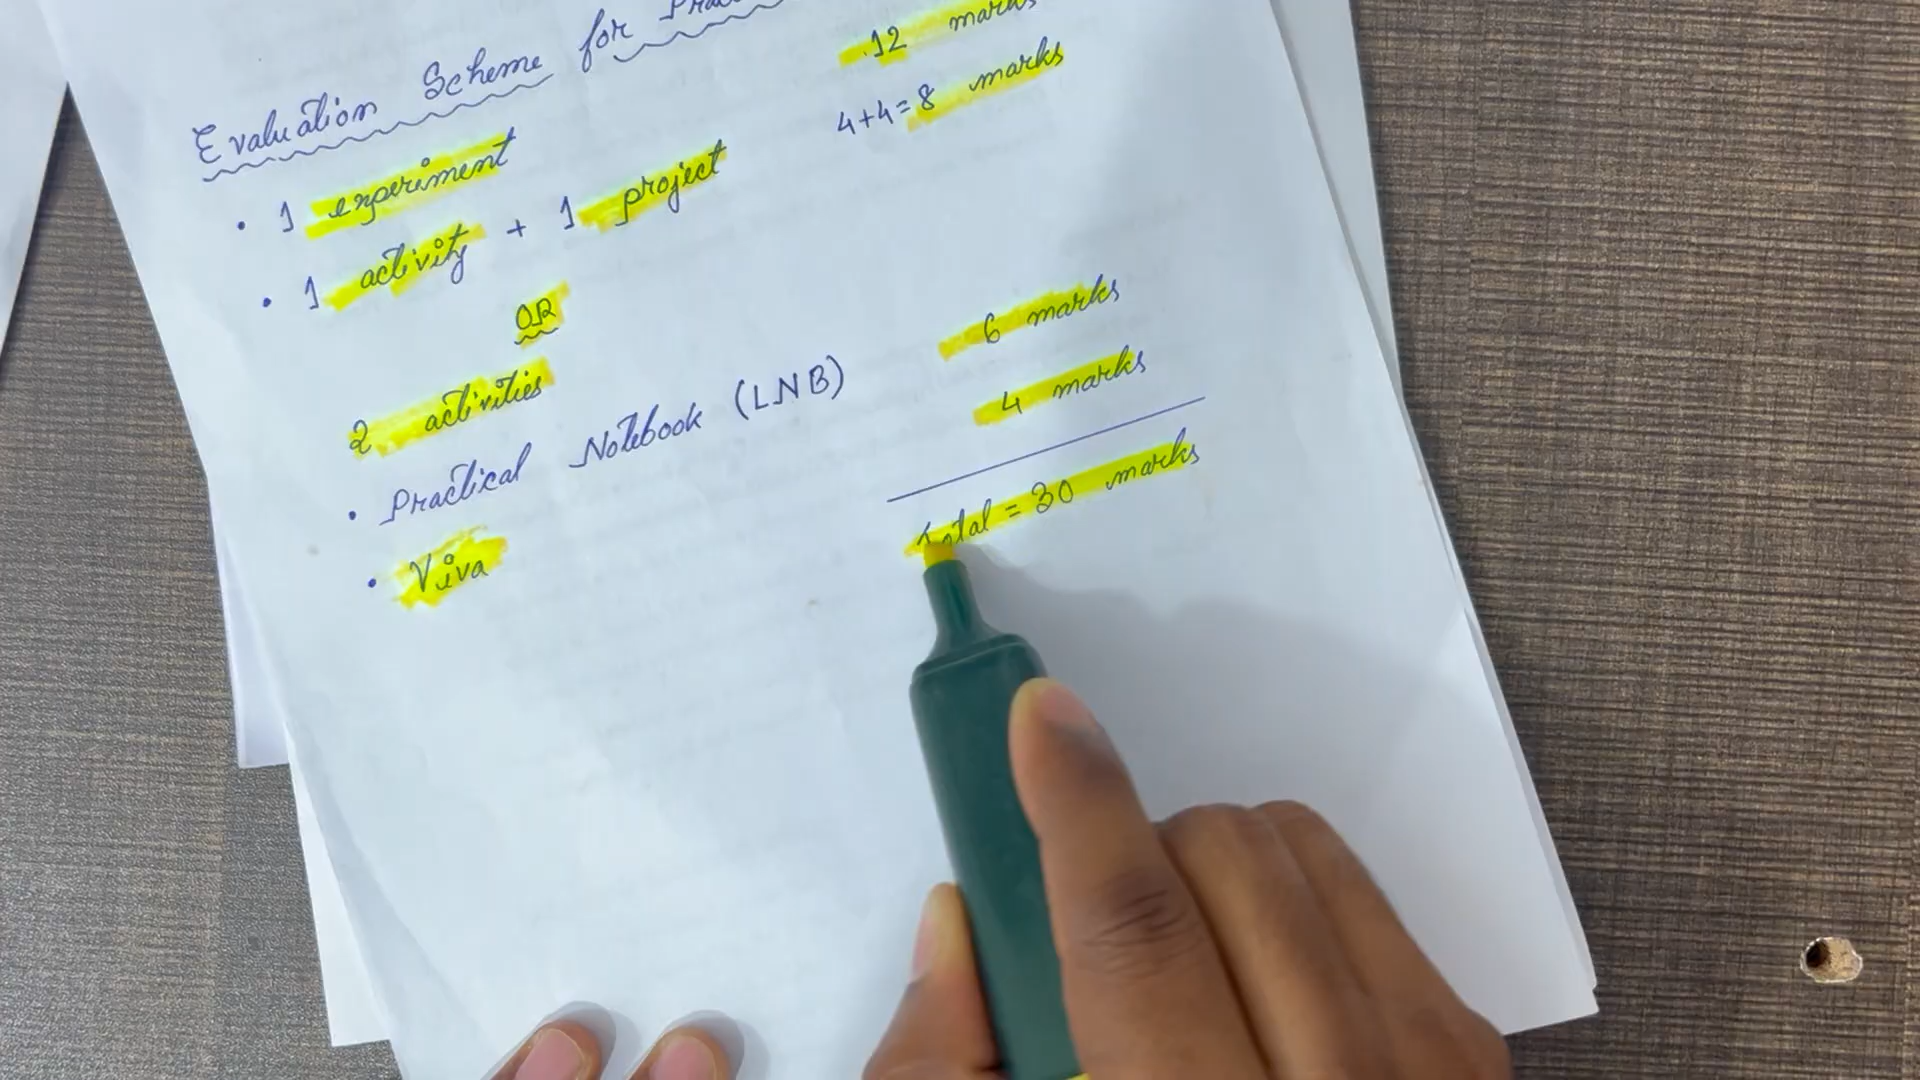 Evaluation Scheme for
• 1 experiment 12 marks
• 1 activity + 1 project 4+4=8 marks
OR
2 activities
• Practical Notebook (LNB) 6 marks
• Viva 4 marks
Total = 30 marks